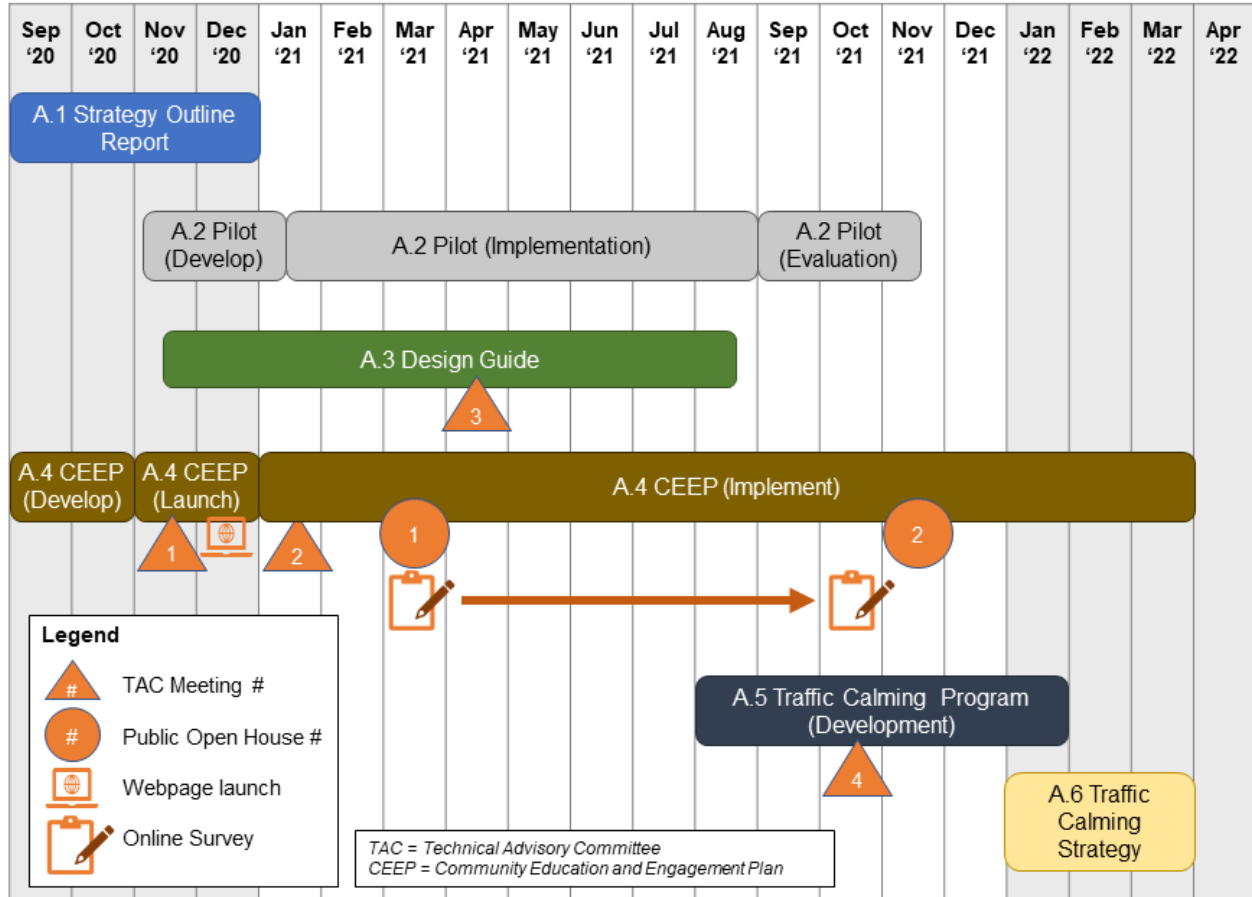 Sep Oct Nov Dec Jan Feb Mar Apr May Jun Jul Aug Sep Oct Nov Dec Jan Feb Mar Apr
‘20 ‘20 ‘20 ‘20 ‘21 ‘21 ‘21 ‘21 ‘21 ‘21 ‘21 ‘21 ‘21 ‘21 ‘21 ‘21 ‘22 ‘22 ‘22 ‘22
A.1 Strategy Outline
Report
A.2 Pilot
(Develop)
A.2 Pilot (Implementation)
A.2 Pilot
(Evaluation)
A.3 Design Guide
3
A.4 CEEP
(Develop)
A.4 CEEP
(Launch)
A.4 CEEP (Implement)
1
2
1
2
A.5 Traffic Calming Program
(Development)
4
A.6 Traffic
Calming
Strategy
Legend
# TAC Meeting #
# Public Open House #
Webpage launch
Online Survey
TAC = Technical Advisory Committee
CEEP = Community Education and Engagement Plan